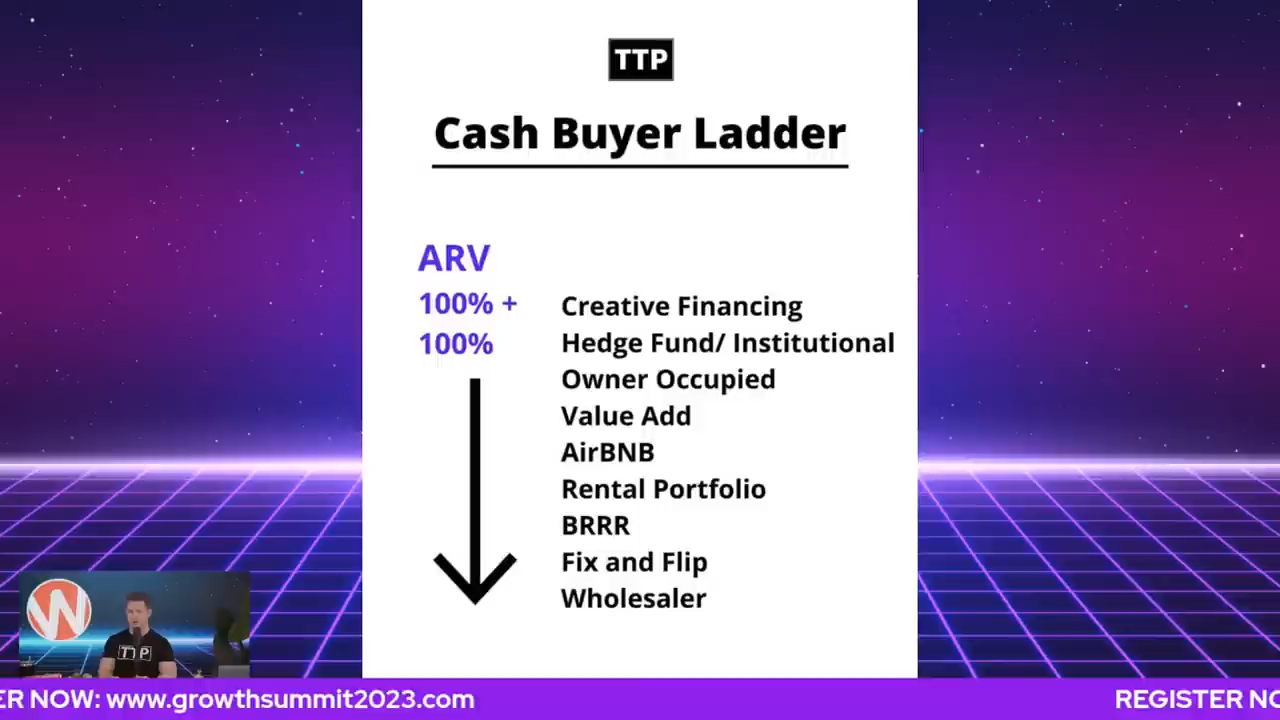 TTP
Cash Buyer Ladder
ARV
100% + Creative Financing
100% Hedge Fund/ Institutional
Owner Occupied
Value Add
AirBNB
Rental Portfolio
BRRR
Fix and Flip
Wholesaler
W
TTP
ER NOW: www.growthsummit2023.com REGISTER NO